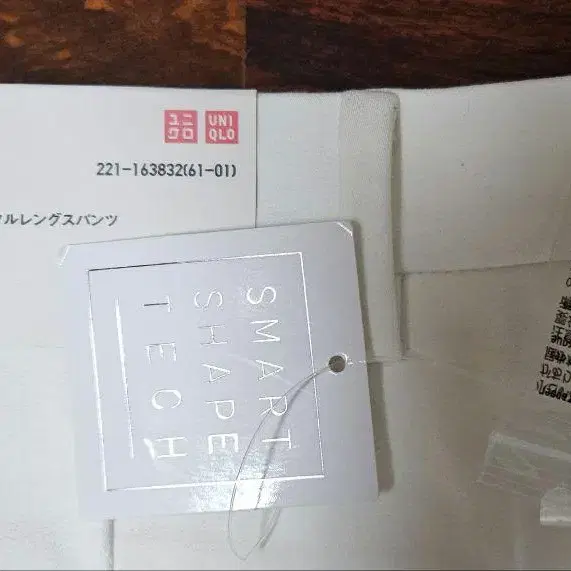 ユニ
クロ
UNI
QLO
221-163832(61-01)
ルレングスパンツ
SMART
SHAPE
TECH